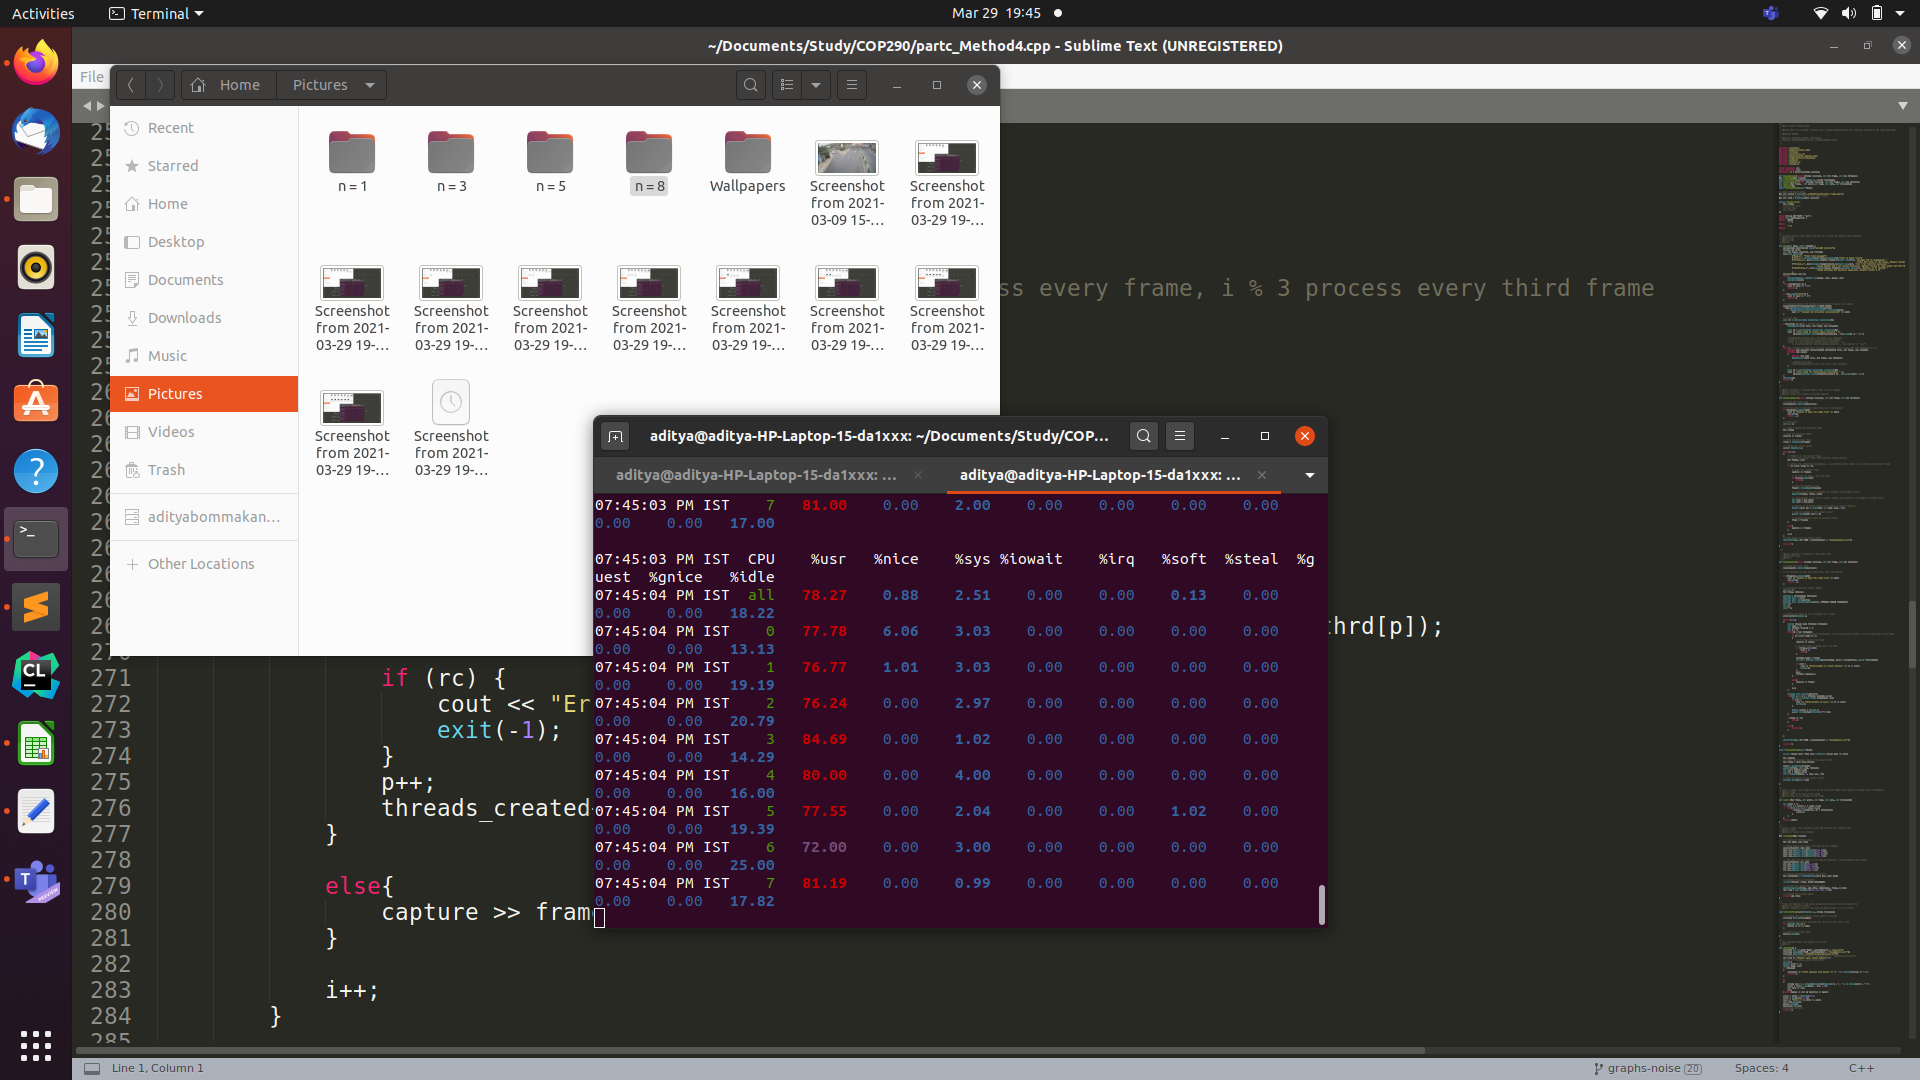 Activities
Terminal
Mar 29 19:45
~/Documents/Study/COP290/partc_Method4.cpp - Sublime Text (UNREGISTERED)
File
Home
Pictures
Recent
Starred
Home
Desktop
Documents
Downloads
Music
Pictures
Videos
Trash
adityabommakan...
Other Locations
n = 1
n = 3
n = 5
n = 8
Wallpapers
Screenshot from 2021-03-09 15-...
Screenshot from 2021-03-29 19-...
Screenshot from 2021-03-29 19-...
Screenshot from 2021-03-29 19-...
Screenshot from 2021-03-29 19-...
Screenshot from 2021-03-29 19-...
Screenshot from 2021-03-29 19-...
Screenshot from 2021-03-29 19-...
Screenshot from 2021-03-29 19-...
Screenshot from 2021-03-29 19-...
Screenshot from 2021-03-29 19-...
ss every frame, i % 3 process every third frame
thrd[p]);
aditya@aditya-HP-Laptop-15-da1xxx: ~/Documents/Study/COP...
aditya@aditya-HP-Laptop-15-da1xxx: ...
aditya@aditya-HP-Laptop-15-da1xxx: ...
07:45:03 PM IST 7 81.00 0.00 2.00 0.00 0.00 0.00 0.00
0.00 0.00 17.00
07:45:03 PM IST CPU %usr %nice %sys %iowait %irq %soft %steal %g
uest %gnice %idle
07:45:04 PM IST all 78.27 0.88 2.51 0.00 0.00 0.13 0.00
0.00 0.00 18.22
07:45:04 PM IST 0 77.78 6.06 3.03 0.00 0.00 0.00 0.00
0.00 0.00 13.13
07:45:04 PM IST 1 76.77 1.01 3.03 0.00 0.00 0.00 0.00
0.00 0.00 19.19
07:45:04 PM IST 2 76.24 0.00 2.97 0.00 0.00 0.00 0.00
0.00 0.00 20.79
07:45:04 PM IST 3 84.69 0.00 1.02 0.00 0.00 0.00 0.00
0.00 0.00 14.29
07:45:04 PM IST 4 80.00 0.00 4.00 0.00 0.00 0.00 0.00
0.00 0.00 16.00
07:45:04 PM IST 5 77.55 0.00 2.04 0.00 0.00 1.02 0.00
0.00 0.00 19.39
07:45:04 PM IST 6 72.00 0.00 3.00 0.00 0.00 0.00 0.00
0.00 0.00 25.00
07:45:04 PM IST 7 81.19 0.00 0.99 0.00 0.00 0.00 0.00
0.00 0.00 17.82
271 if (rc) {
272 cout << "Er
273 exit(-1);
274 }
275 p++;
276 threads_created
277 }
278
279 else{
280 capture >> fram
281 }
282
283 i++;
284 }
285
Line 1, Column 1
graphs-noise 20
Spaces: 4
C++